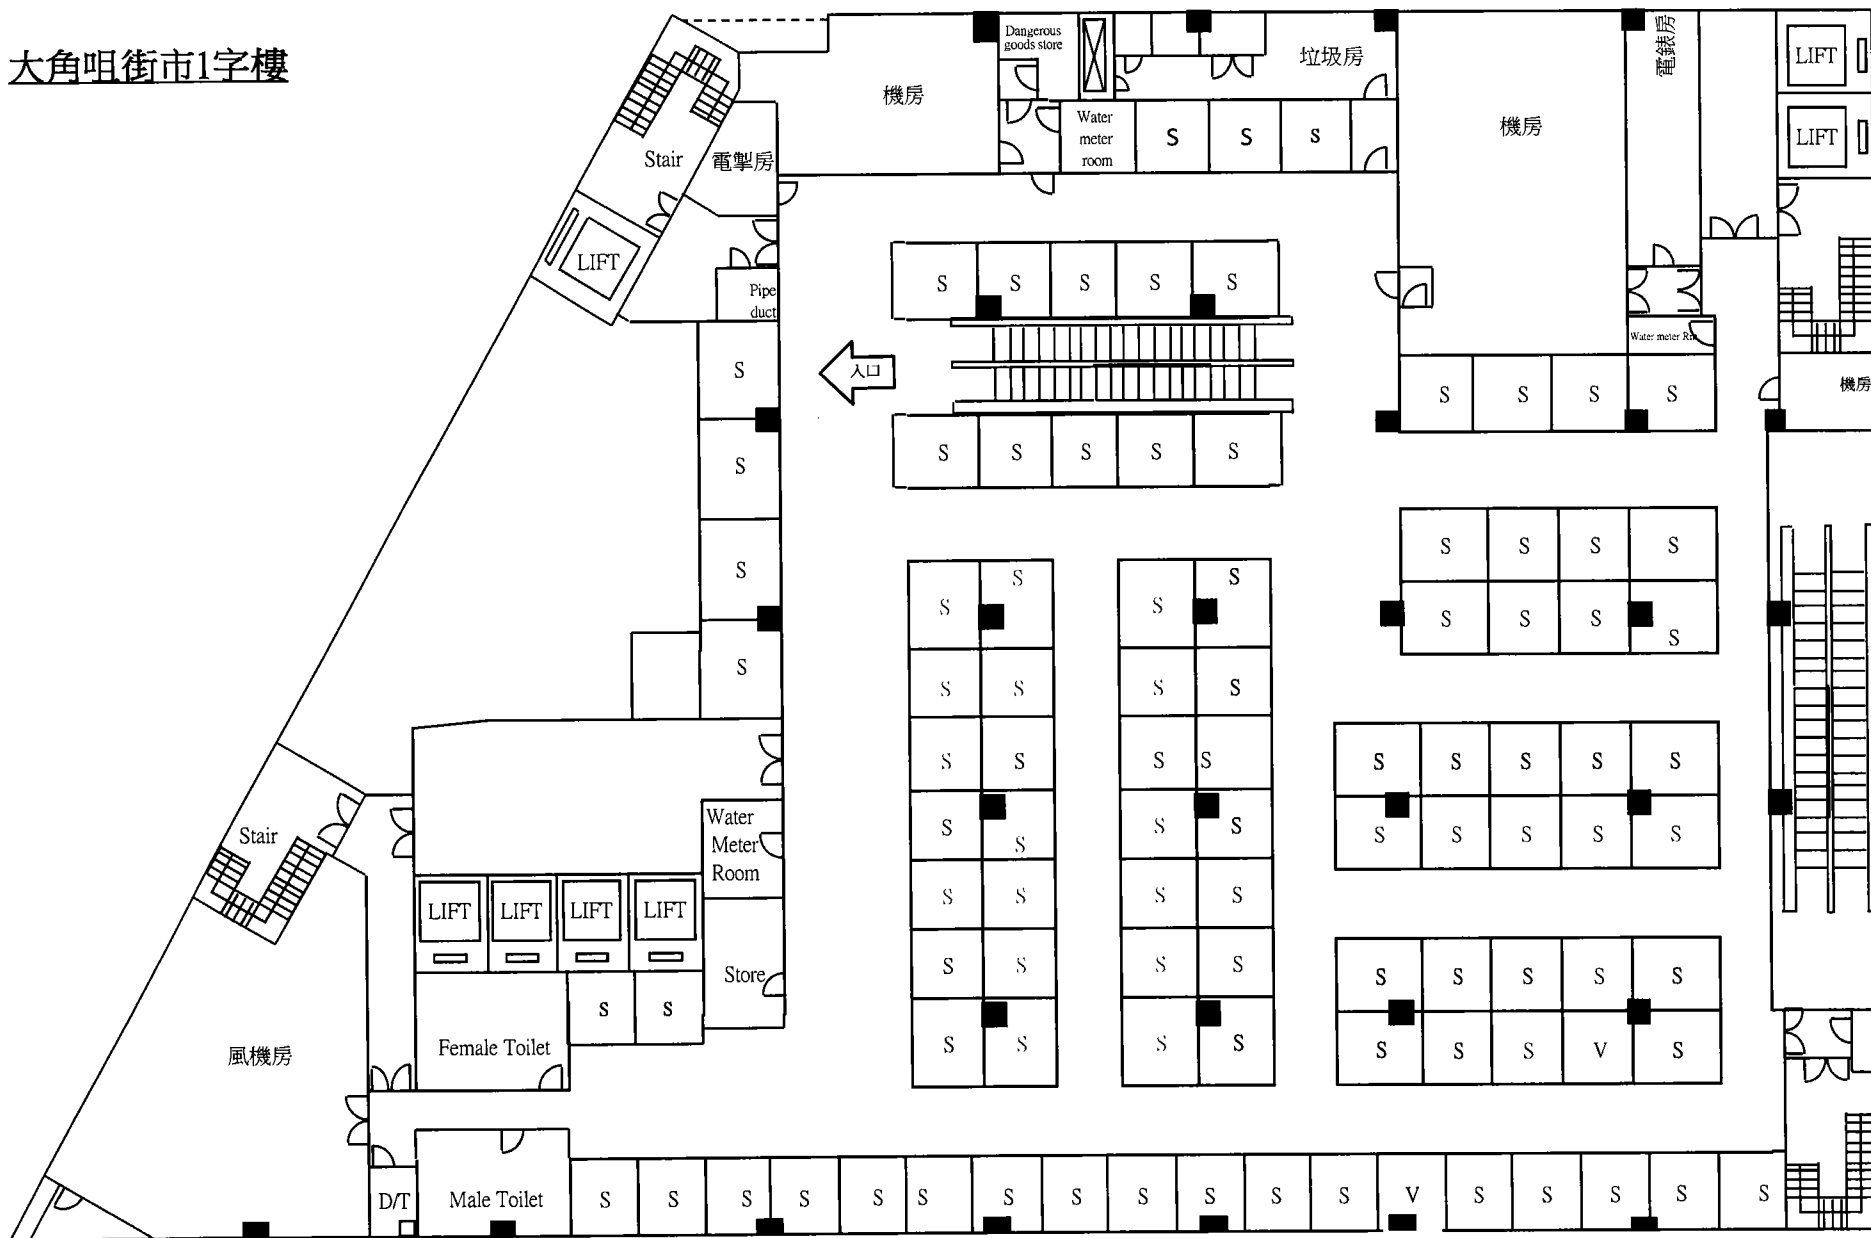 大角咀街市1字樓
Dangerous
goods store
垃圾房
電錶房
LIFT
機房
Water
meter
room
S S S
機房
LIFT
Stair
電掣房
LIFT
Pipe
duct
S S S S S
Water meter Rm
入口
S
S S S S
機房
S
S S S S S
S
S
S S S S
S S S S
S S S S
S S S S
S S S S
S S S S S
S S S S
S S S S
S S S S S
S S S S
S S S S
S S S S S
S S S S
S S S V S
Stair
Water
Meter
Room
LIFT LIFT LIFT LIFT
Store
S S
風機房
Female Toilet
D/T
Male Toilet
S S S S S S S S S S S S V S S S S S